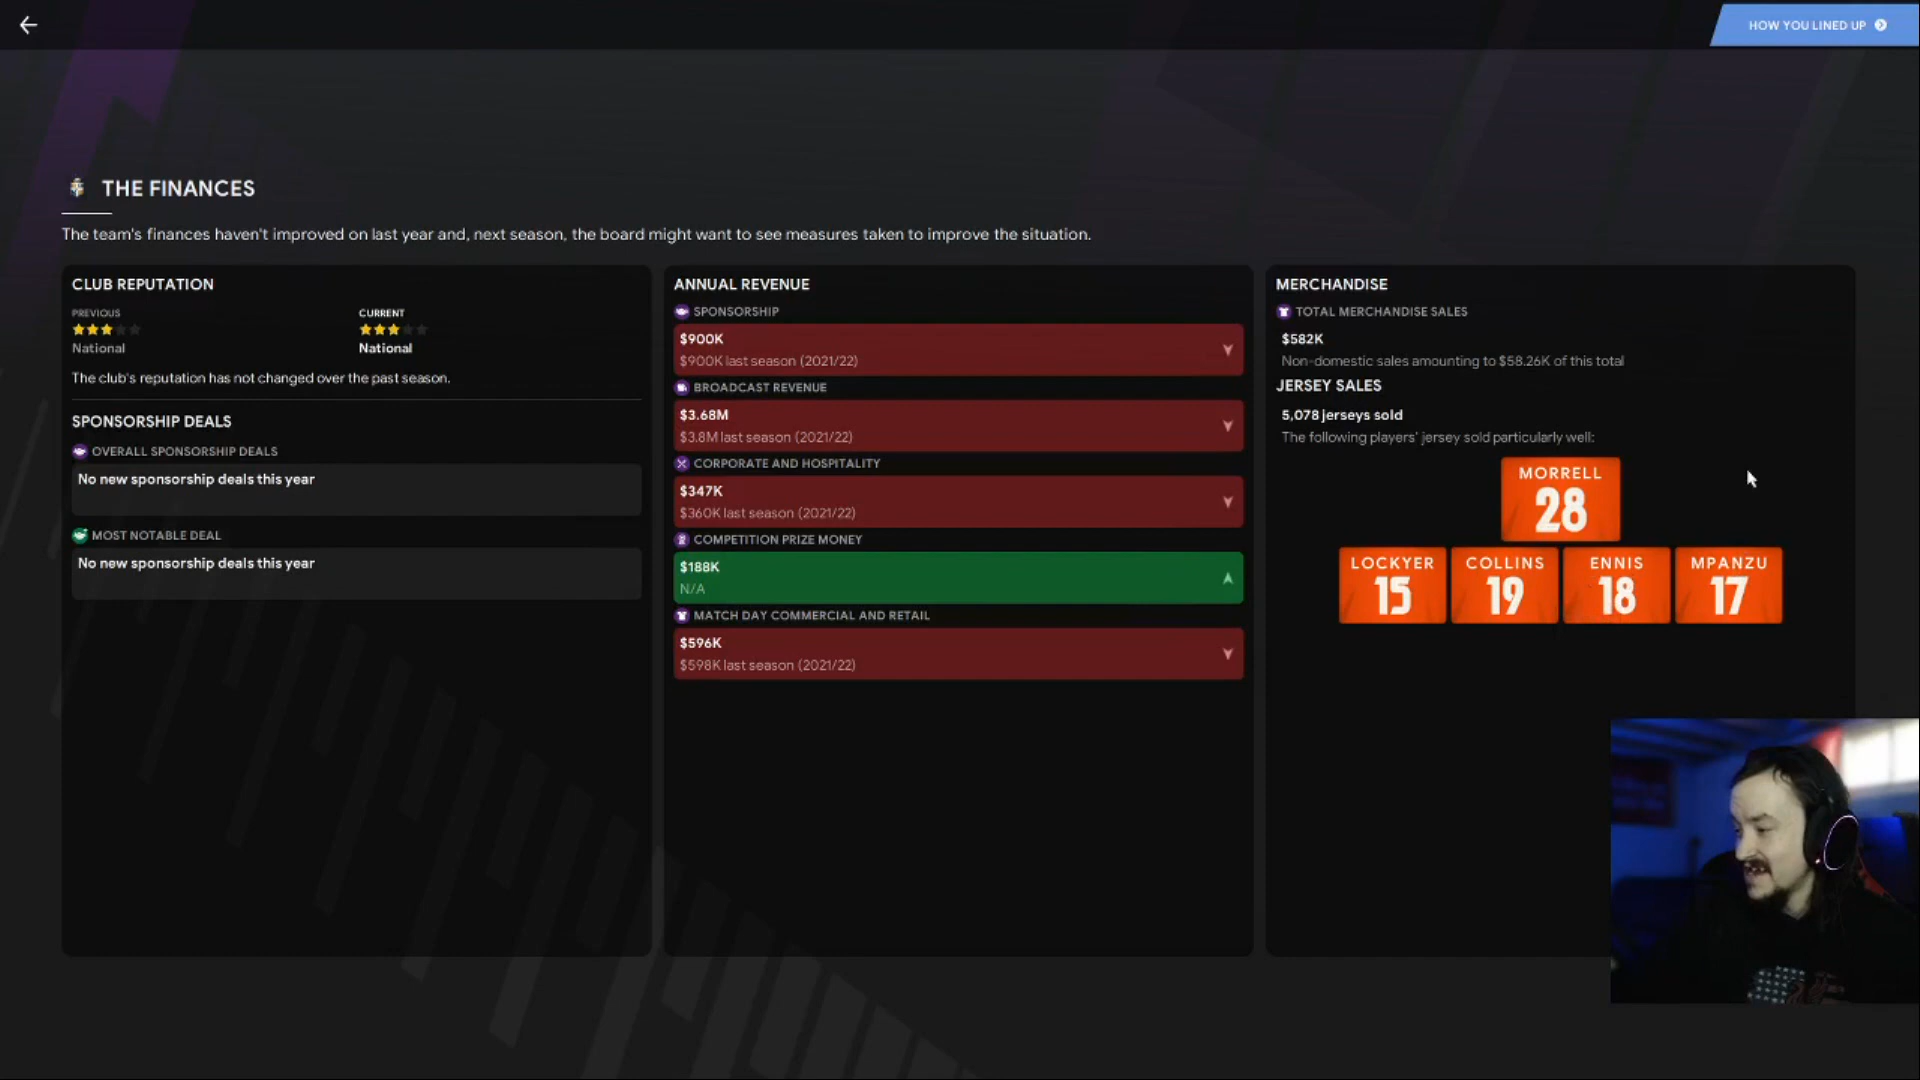 HOW YOU LINED UP
THE FINANCES
The team's finances haven't improved on last year and, next season, the board might want to see measures taken to improve the situation.
CLUB REPUTATION
PREVIOUS
National
CURRENT
National
The club's reputation has not changed over the past season.
SPONSORSHIP DEALS
OVERALL SPONSORSHIP DEALS
No new sponsorship deals this year
MOST NOTABLE DEAL
No new sponsorship deals this year
ANNUAL REVENUE
SPONSORSHIP
$900K
$900K last season (2021/22)
BROADCAST REVENUE
$3.68M
$3.8M last season (2021/22)
CORPORATE AND HOSPITALITY
$347K
$360K last season (2021/22)
COMPETITION PRIZE MONEY
$188K
N/A
MATCH DAY COMMERCIAL AND RETAIL
$596K
$598K last season (2021/22)
MERCHANDISE
TOTAL MERCHANDISE SALES
$582K
Non-domestic sales amounting to $58.26K of this total
JERSEY SALES
5,078 jerseys sold
The following players' jersey sold particularly well:
MORRELL
28
LOCKYER
15
COLLINS
19
ENNIS
18
MPANZU
17